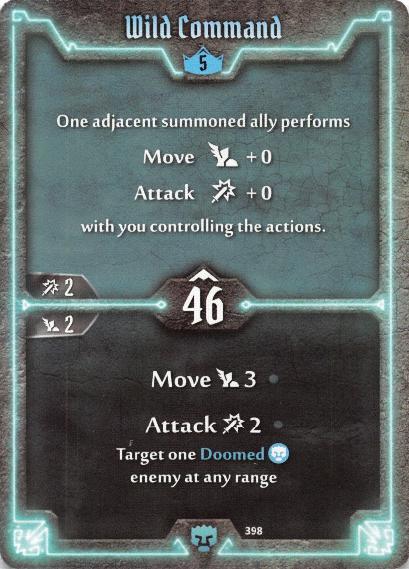 Wild Command
5
One adjacent summoned ally performs
Move + 0
Attack + 0
with you controlling the actions.
2
46
2
Move 3
Attack 2
Target one Doomed
enemy at any range
398